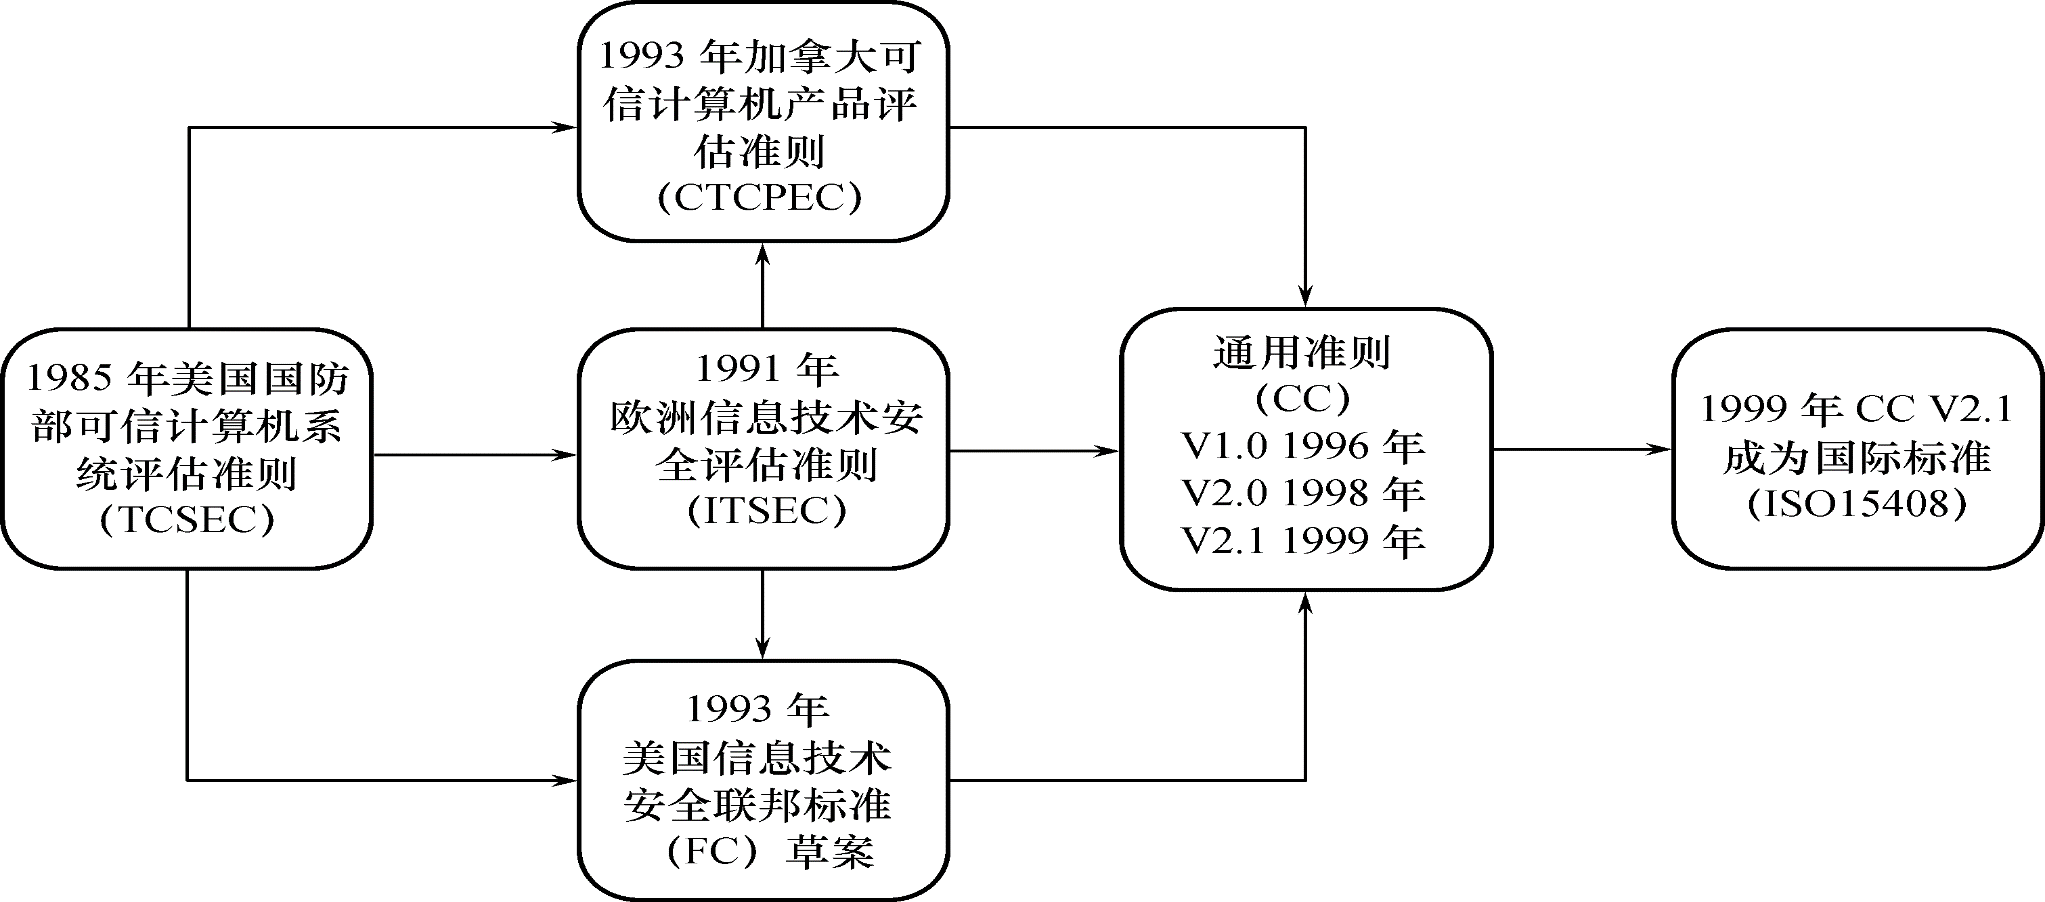 1993 年加拿大可
信计算机产品评
估准则
(CTCPEC)
1985 年美国国防
部可信计算机系
统评估准则
(TCSEC)
1991 年
欧洲信息技术安
全评估准则
(ITSEC)
1993 年
美国信息技术
安全联邦标准
(FC) 草案
通用准则
(CC)
V1.0 1996 年
V2.0 1998 年
V2.1 1999 年
1999 年 CC V2.1
成为国际标准
(ISO15408)